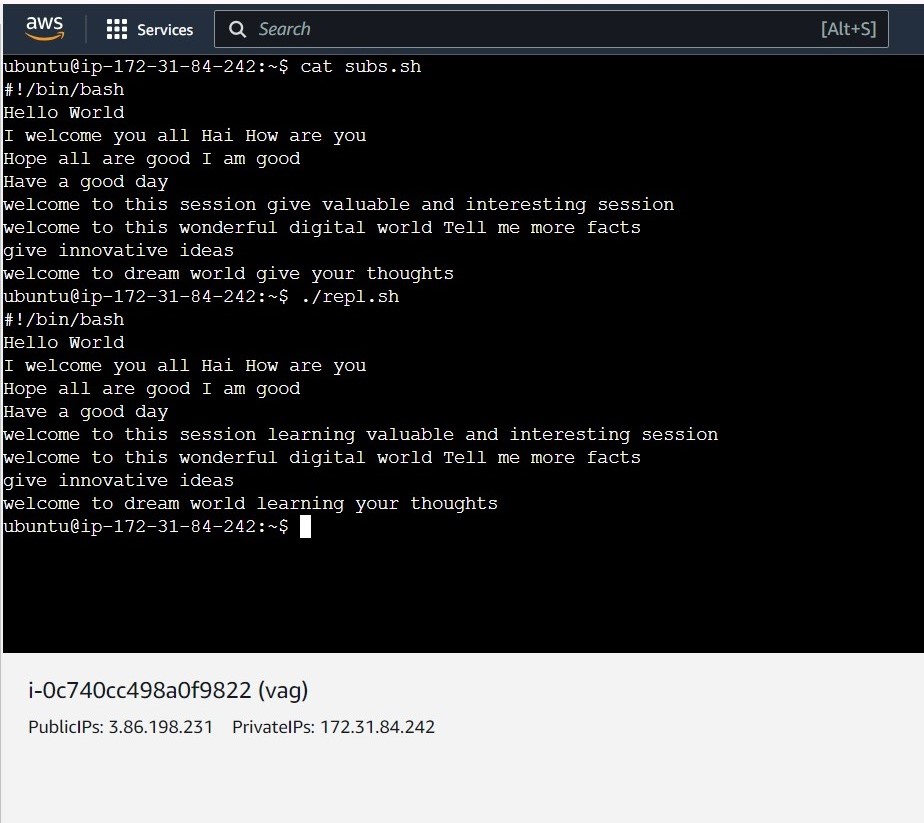 aws
Services
Search
[Alt+S]
ubuntu@ip-172-31-84-242:~$ cat subs.sh
#!/bin/bash
Hello World
I welcome you all Hai How are you
Hope all are good I am good
Have a good day
welcome to this session give valuable and interesting session
welcome to this wonderful digital world Tell me more facts
give innovative ideas
welcome to dream world give your thoughts
ubuntu@ip-172-31-84-242:~$ ./repl.sh
#!/bin/bash
Hello World
I welcome you all Hai How are you
Hope all are good I am good
Have a good day
welcome to this session learning valuable and interesting session
welcome to this wonderful digital world Tell me more facts
give innovative ideas
welcome to dream world learning your thoughts
ubuntu@ip-172-31-84-242:~$
i-0c740cc498a0f9822 (vag)
PublicIPs: 3.86.198.231 PrivateIPs: 172.31.84.242